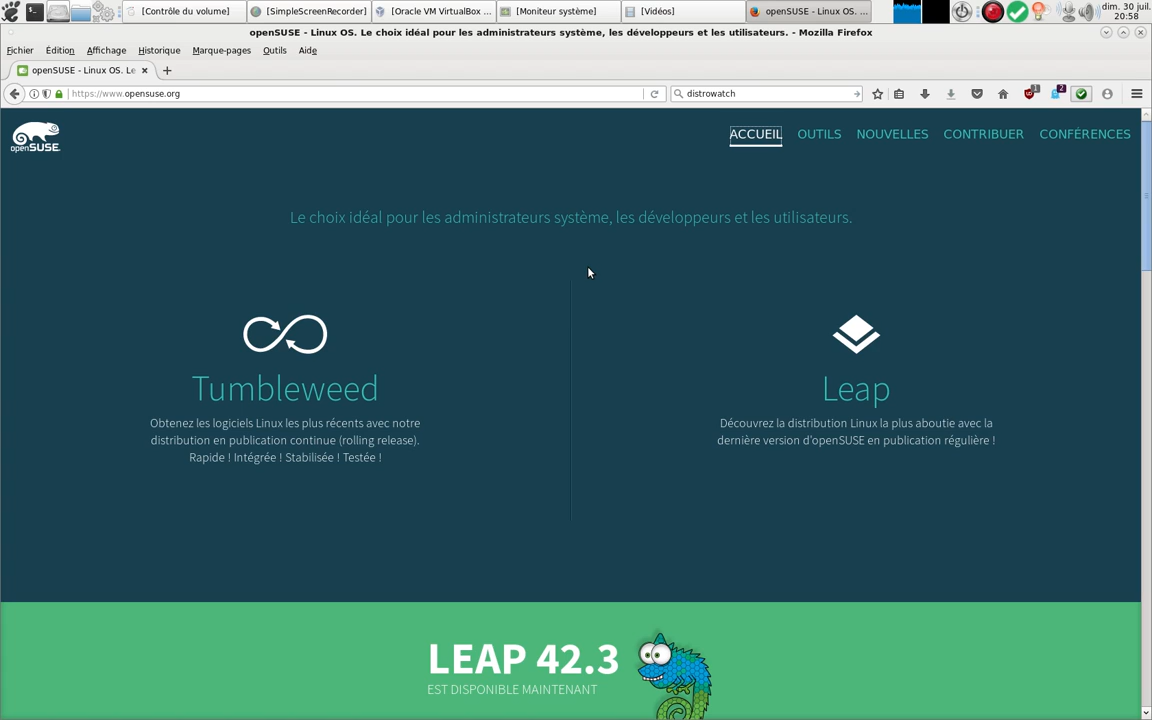 [Contrôle du volume]
[SimpleScreenRecorder]
[Oracle VM VirtualBox ...
[Moniteur système]
[Vidéos]
openSUSE - Linux OS. ...
dim. 30 juil.
20:58
openSUSE - Linux OS. Le choix idéal pour les administrateurs système, les développeurs et les utilisateurs. - Mozilla Firefox
Fichier Édition Affichage Historique Marque-pages Outils Aide
openSUSE - Linux OS. Le
https://www.opensuse.org
distrowatch
1
2
openSUSE
ACCUEIL OUTILS NOUVELLES CONTRIBUER CONFÉRENCES
Le choix idéal pour les administrateurs système, les développeurs et les utilisateurs.
Tumbleweed
Obtenez les logiciels Linux les plus récents avec notre
distribution en publication continue (rolling release).
Rapide ! Intégrée ! Stabilisée ! Testée !
Leap
Découvrez la distribution Linux la plus aboutie avec la
dernière version d'openSUSE en publication régulière !
LEAP 42.3
EST DISPONIBLE MAINTENANT